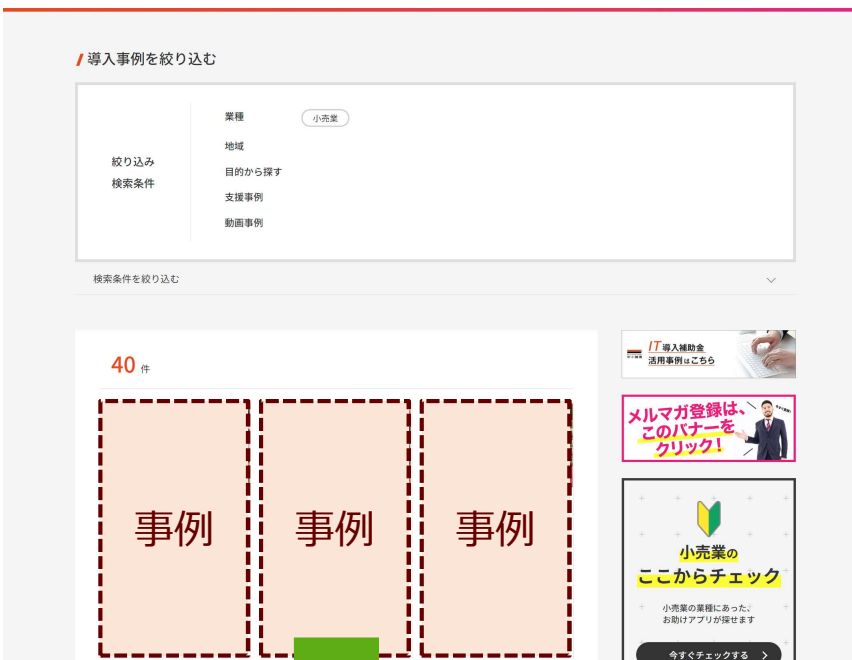 導入事例を絞り込む
業種
小売業
地域
絞り込み
検索条件
目的から探す
支援事例
動画事例
検索条件を絞り込む
40 件
IT導入補助金
活用事例はこちら
メルマガ登録は、
このバナーを
クリック!
事例
事例
事例
小売業の
ここからチェック
小売業の業種にあった、
お助けアプリが探せます
今すぐチェックする